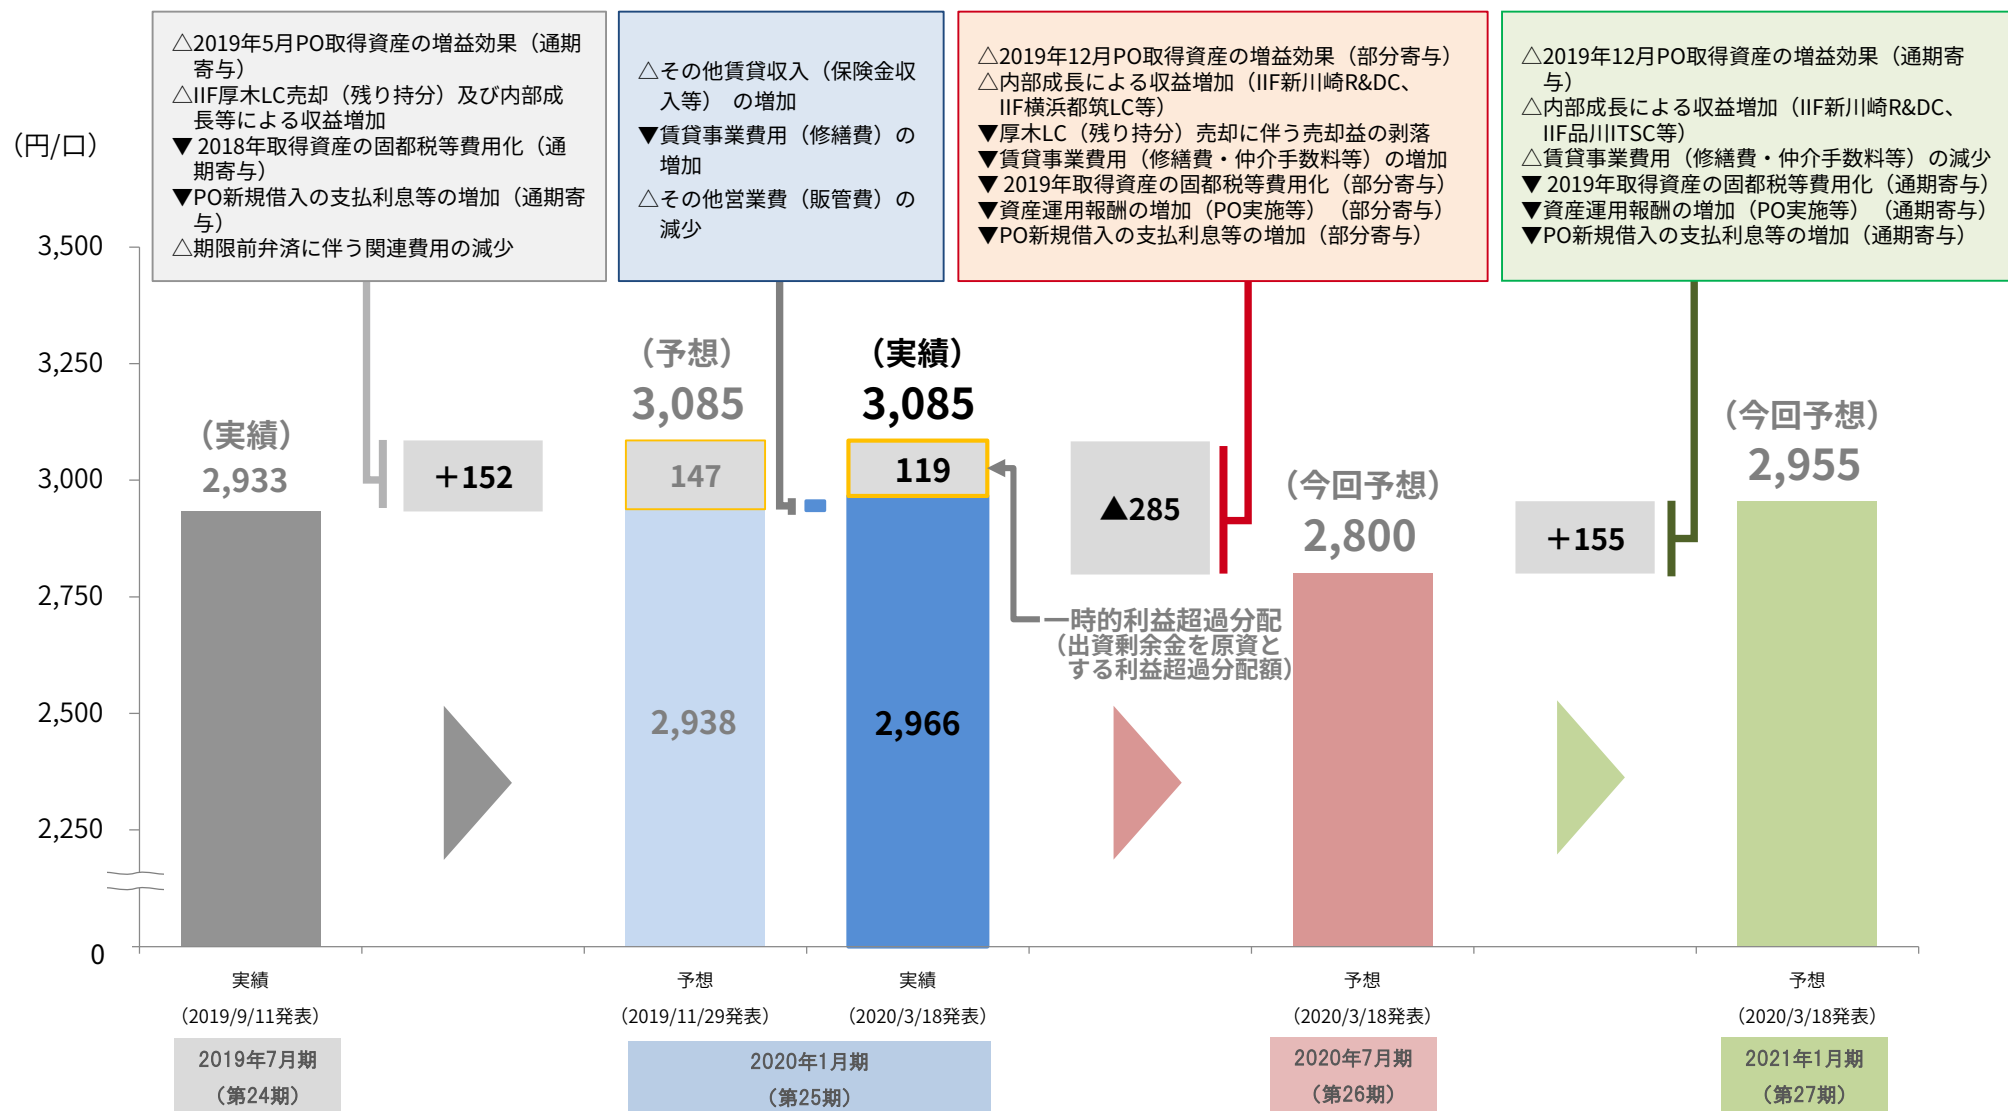 △2019年5月PO取得資産の増益効果（通期
寄与）
△IIF厚木LC売却（残り持分）及び内部成
長等による収益増加
▼ 2018年取得資産の固都税等費用化（通
期寄与）
▼PO新規借入の支払利息等の増加（通期寄
与）
△期限前弁済に伴う関連費用の減少
△その他賃貸収入（保険金収
入等） の増加
▼賃貸事業費用（修繕費）の
増加
△その他営業費（販管費）の
減少
△2019年12月PO取得資産の増益効果（部分寄与）
△内部成長による収益増加（IIF新川崎R&DC、
IIF横浜都筑LC等）
▼厚木LC（残り持分）売却に伴う売却益の剥落
▼賃貸事業費用（修繕費・仲介手数料等）の増加
▼ 2019年取得資産の固都税等費用化（部分寄与）
▼資産運用報酬の増加（PO実施等）（部分寄与）
▼PO新規借入の支払利息等の増加（部分寄与）
△2019年12月PO取得資産の増益効果（通期寄
与）
△内部成長による収益増加（IIF新川崎R&DC、
IIF品川ITSC等）
△賃貸事業費用（修繕費・仲介手数料等）の減少
▼ 2019年取得資産の固都税等費用化（通期寄与）
▼資産運用報酬の増加（PO実施等）（通期寄与）
▼PO新規借入の支払利息等の増加（通期寄与）
（円/口）
3,500
3,250
3,000
2,750
2,500
2,250
0
（実績）
2,933
＋152
（予想）
3,085
147
2,938
（実績）
3,085
119
2,966
一時的利益超過分配
（出資剰余金を原資と
する利益超過分配額）
▲285
（今回予想）
2,800
＋155
（今回予想）
2,955
実績
（2019/9/11発表）
予想
（2019/11/29発表）
実績
（2020/3/18発表）
予想
（2020/3/18発表）
予想
（2020/3/18発表）
2019年7月期
（第24期）
2020年1月期
（第25期）
2020年7月期
（第26期）
2021年1月期
（第27期）